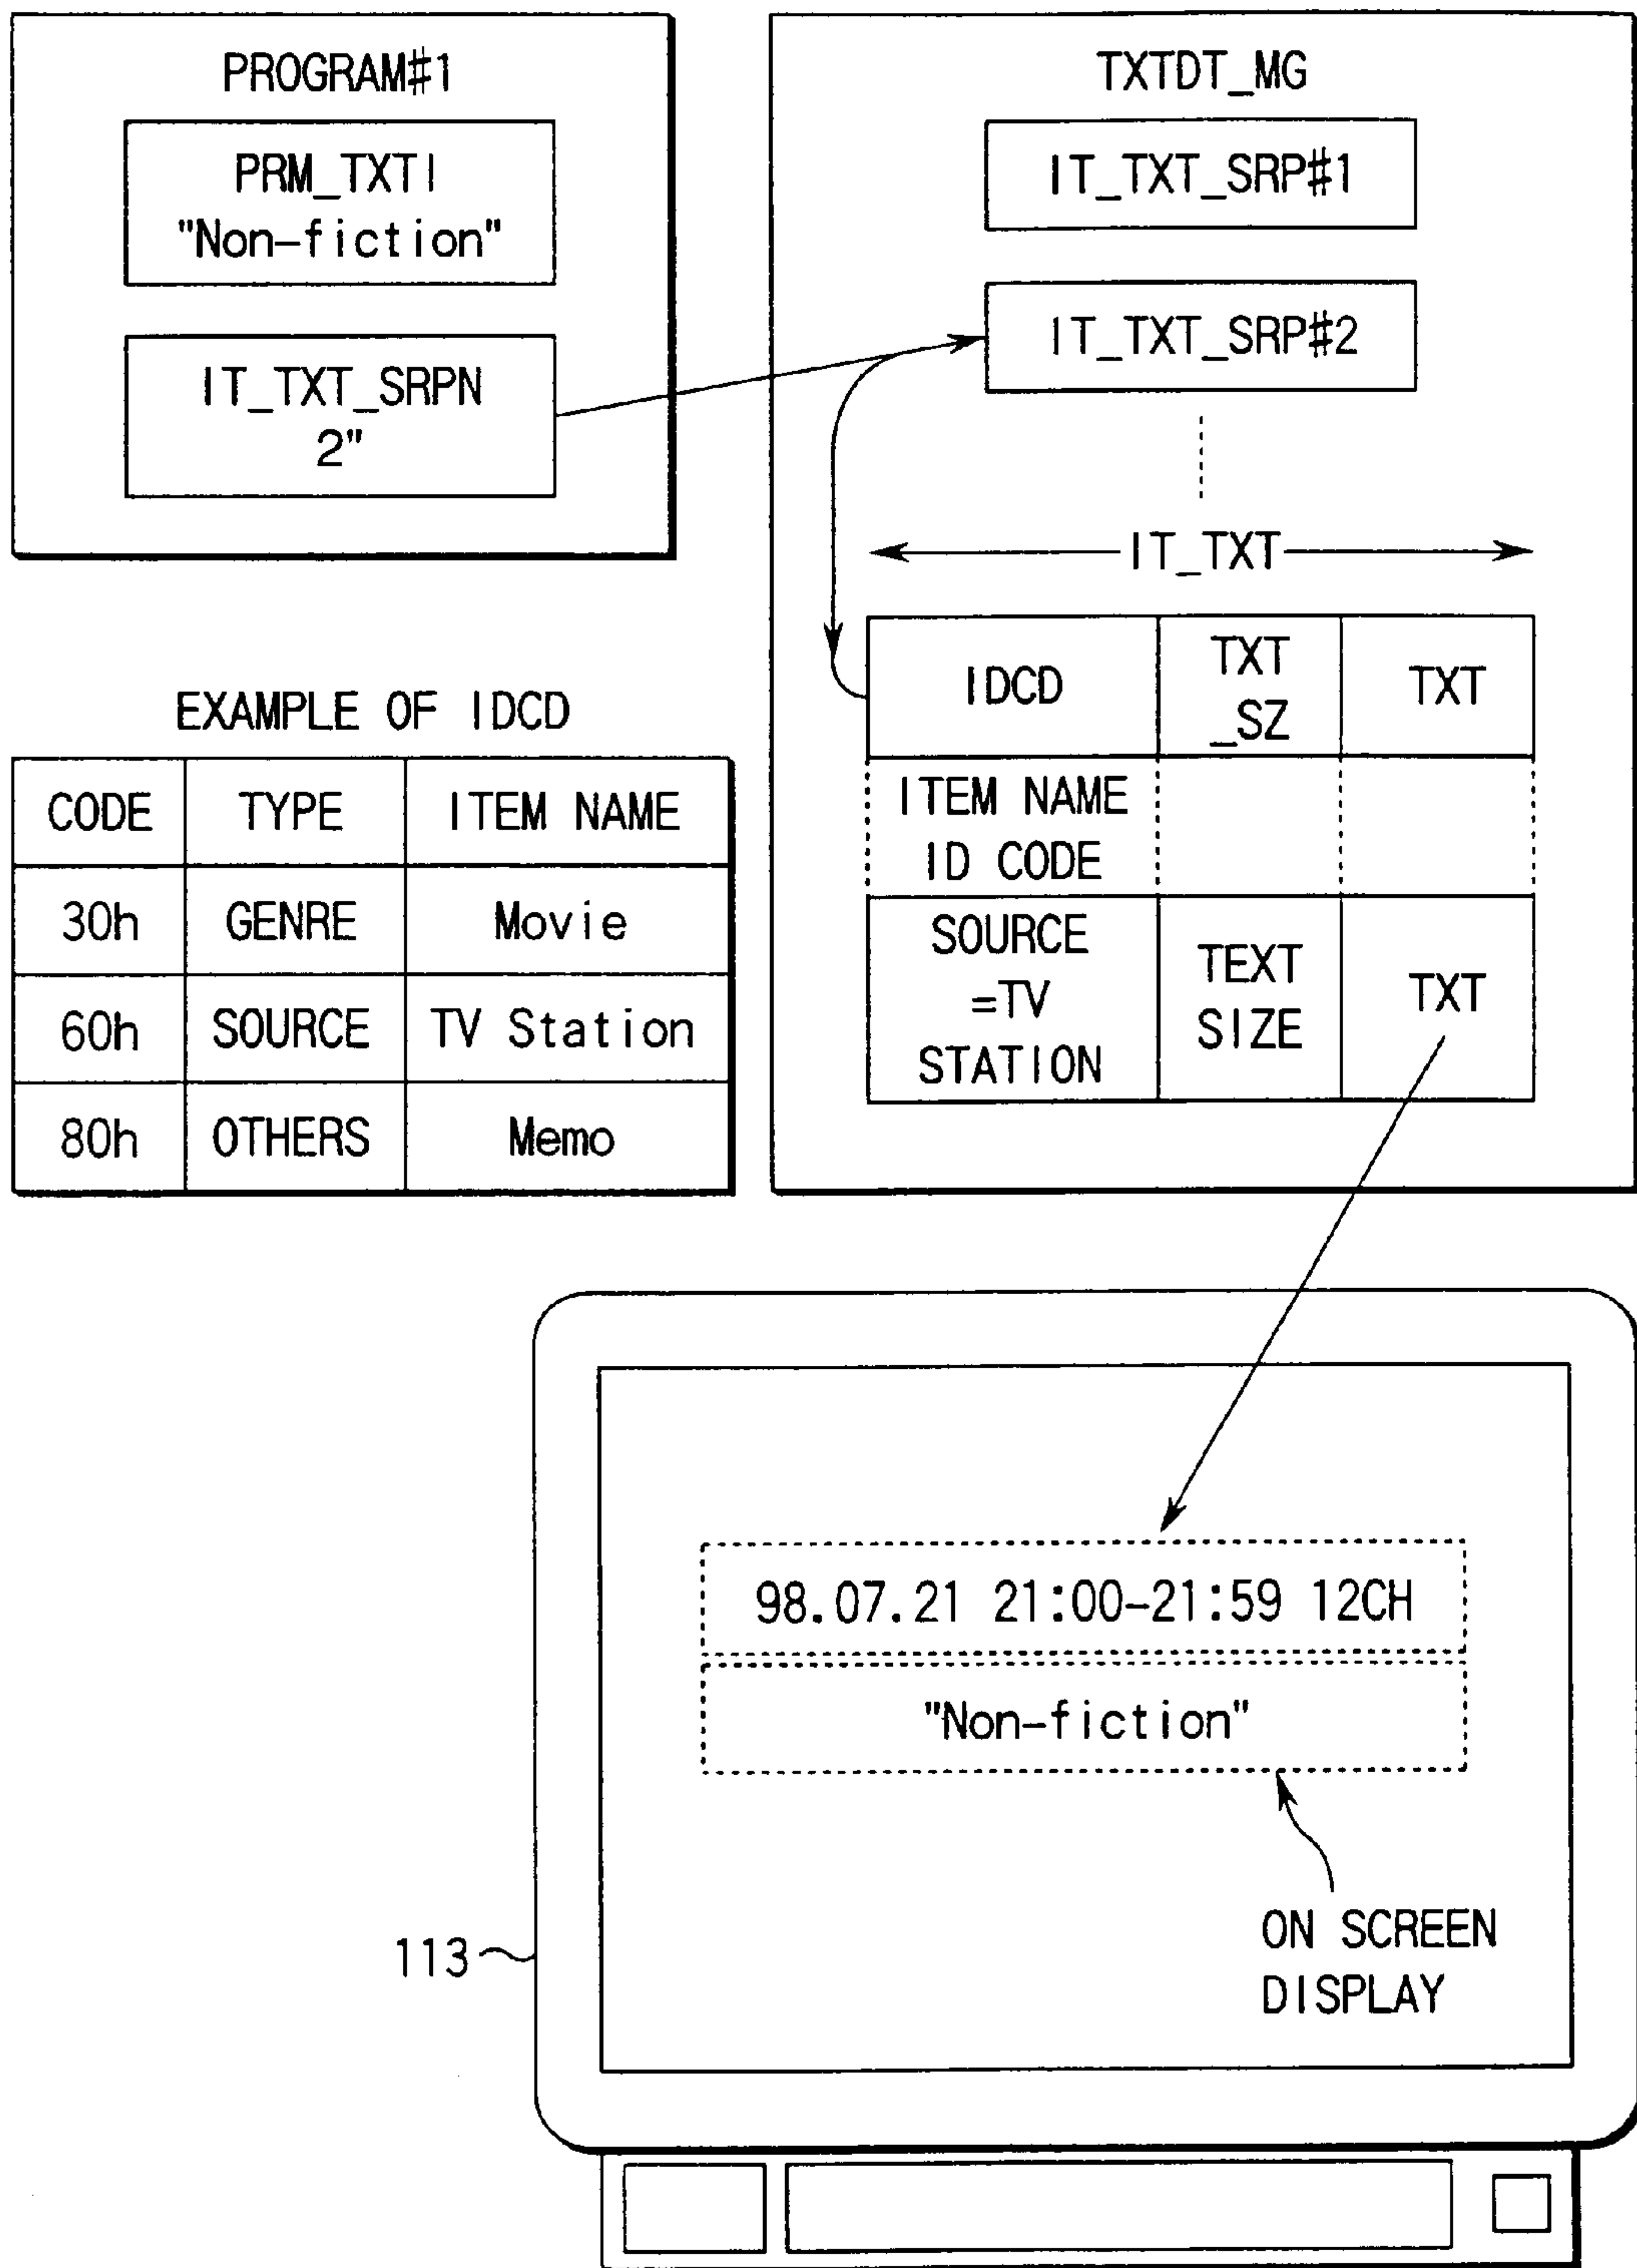 PROGRAM#1
PRM_TXTI
"Non-fiction"
IT_TXT_SRPN
2"
TXTDT_MG
IT_TXT_SRP#1
IT_TXT_SRP#2
IT_TXT
IDCD
TXT
_SZ
TXT
ITEM NAME
ID CODE
SOURCE
=TV
STATION
TEXT
SIZE
TXT
EXAMPLE OF IDCD
CODE TYPE ITEM NAME
30h GENRE Movie
60h SOURCE TV Station
80h OTHERS Memo
98.07.21 21:00-21:59 12CH
"Non-fiction"
ON SCREEN
DISPLAY
113